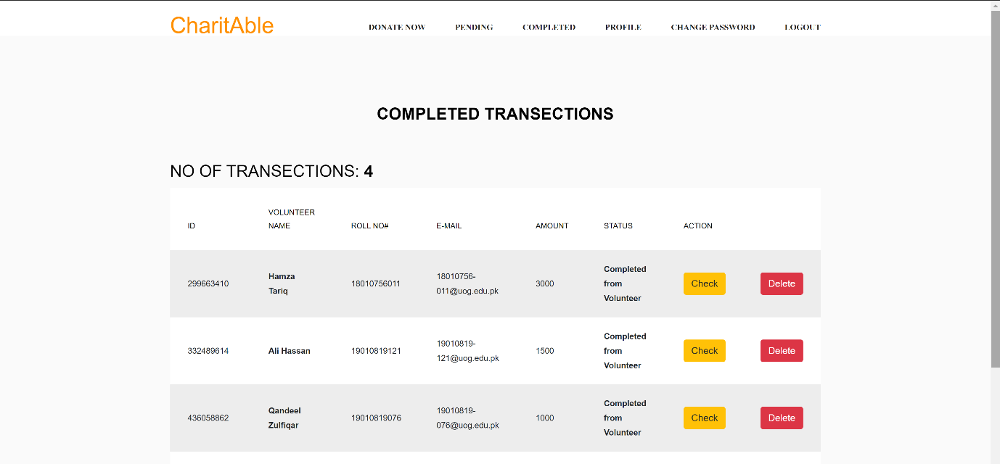 CharitAble
DONATE NOW PENDING COMPLETED PROFILE CHANGE PASSWORD LOGOUT
COMPLETED TRANSECTIONS
NO OF TRANSECTIONS: 4
VOLUNTEER
ID NAME ROLL NO# E-MAIL AMOUNT STATUS ACTION
Completed
Hamza 18010756- from
299663410 Tariq 18010756011 011@uog.edu.pk 3000 Volunteer Check Delete
Completed
19010819- from
332489614 Ali Hassan 19010819121 121@uog.edu.pk 1500 Volunteer Check Delete
Completed
Qandeel 19010819- from
436058862 Zulfiqar 19010819076 076@uog.edu.pk 1000 Volunteer Check Delete